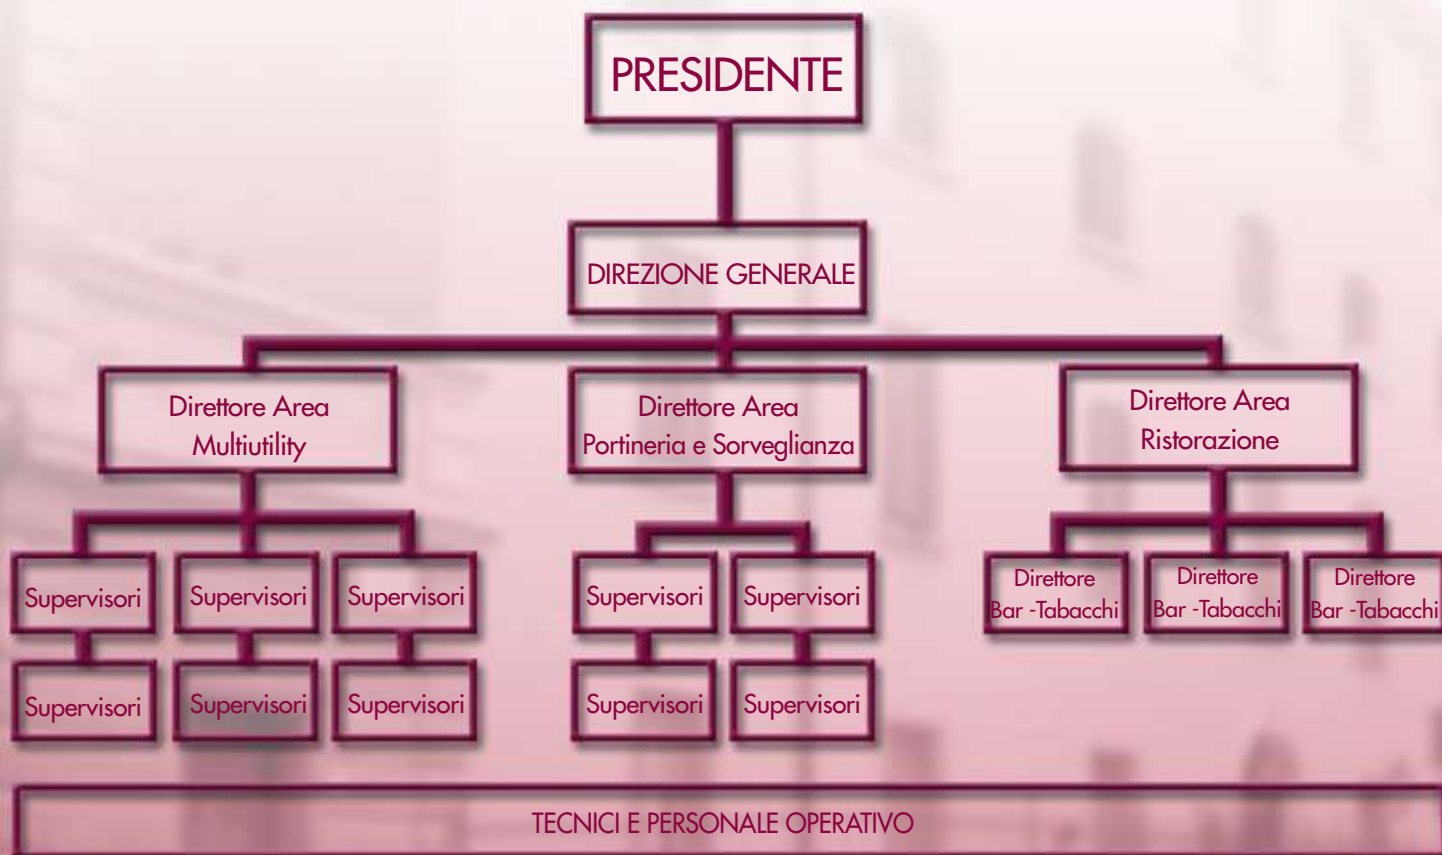 PRESIDENTE
DIREZIONE GENERALE
Direttore Area
Multiutility
Direttore Area
Portineria e Sorveglianza
Direttore Area
Ristorazione
Supervisori
Supervisori
Supervisori
Supervisori
Supervisori
Direttore
Bar -Tabacchi
Direttore
Bar -Tabacchi
Direttore
Bar -Tabacchi
Supervisori
Supervisori
Supervisori
Supervisori
Supervisori
TECNICI E PERSONALE OPERATIVO